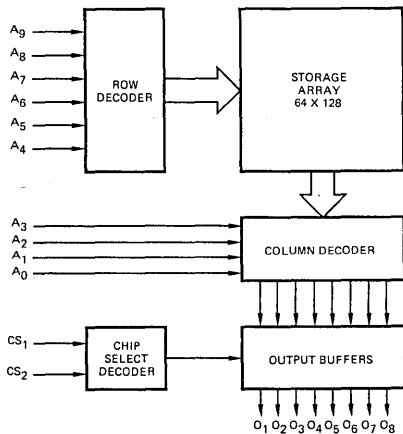 A9
A8
A7
A6
A5
A4
ROW
DECODER
STORAGE
ARRAY
64 X 128
A3
A2
A1
A0
COLUMN DECODER
CS1
CS2
CHIP
SELECT
DECODER
OUTPUT BUFFERS
O1 O2 O3 O4 O5 O6 O7 O8